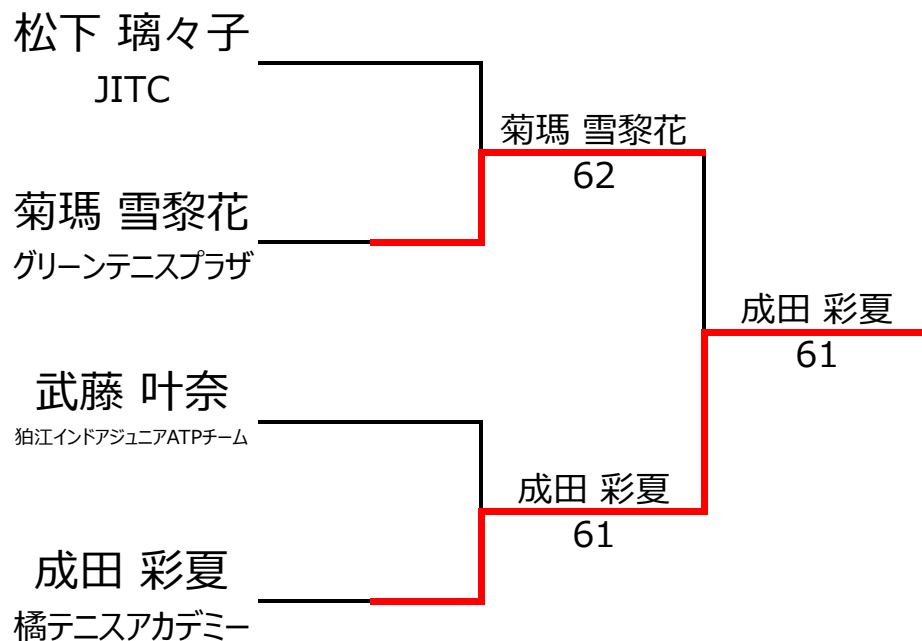 松下 璃々子
JITC
菊瑪 雪黎花
62
菊瑪 雪黎花
グリーンテニスプラザ
成田 彩夏
61
武藤 叶奈
狛江インドアジュニアATPチーム
成田 彩夏
61
成田 彩夏
橘テニスアカデミー